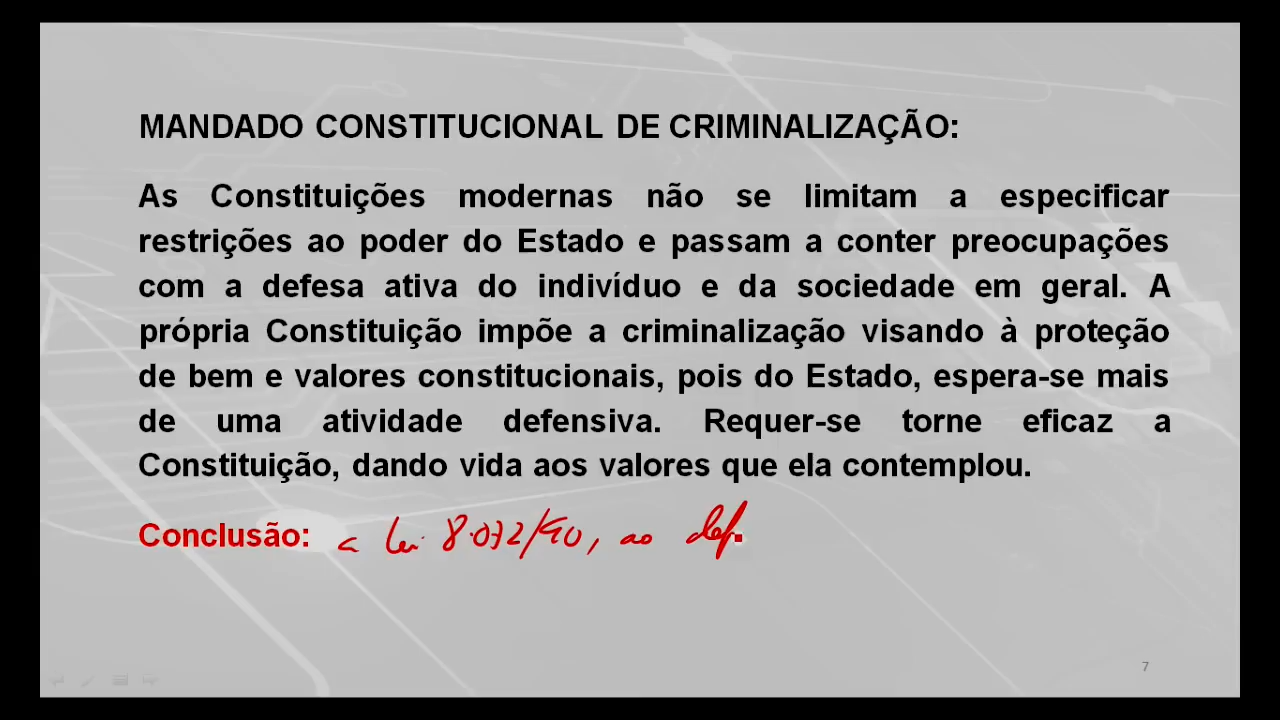 MANDADO CONSTITUCIONAL DE CRIMINALIZAÇÃO:
As Constituições modernas não se limitam a especificar
restrições ao poder do Estado e passam a conter preocupações
com a defesa ativa do indivíduo e da sociedade em geral. A
própria Constituição impõe a criminalização visando à proteção
de bem e valores constitucionais, pois do Estado, espera-se mais
de uma atividade defensiva. Requer-se torne eficaz a
Constituição, dando vida aos valores que ela contemplou.
Conclusão: a lei 8.072/90, ao def
7